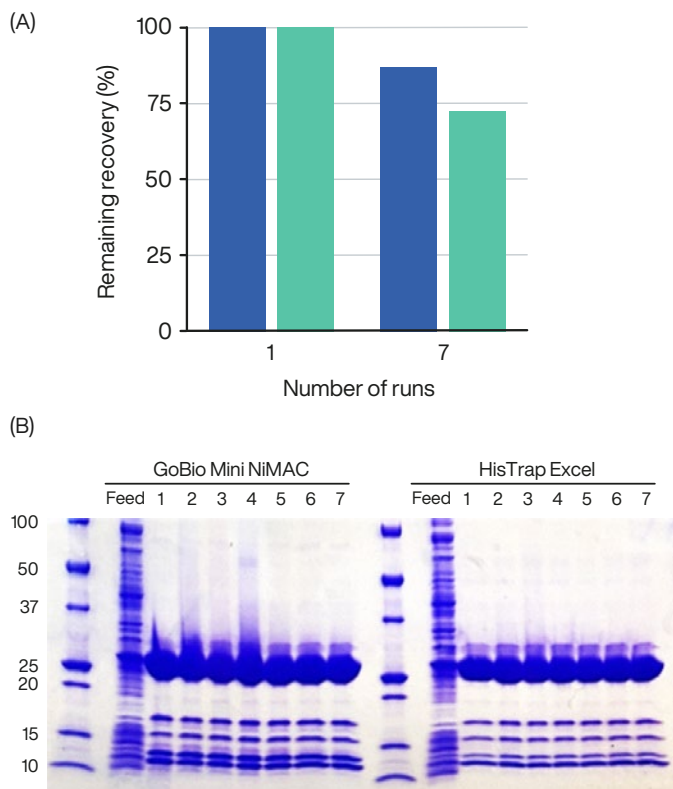 (A)
100
75
50
25
0
Remaining recovery (%)
1 7
Number of runs
(B)
GoBio Mini NiMAC HisTrap Excel
Feed 1 2 3 4 5 6 7 Feed 1 2 3 4 5 6 7
100
50
37
25
20
15
10